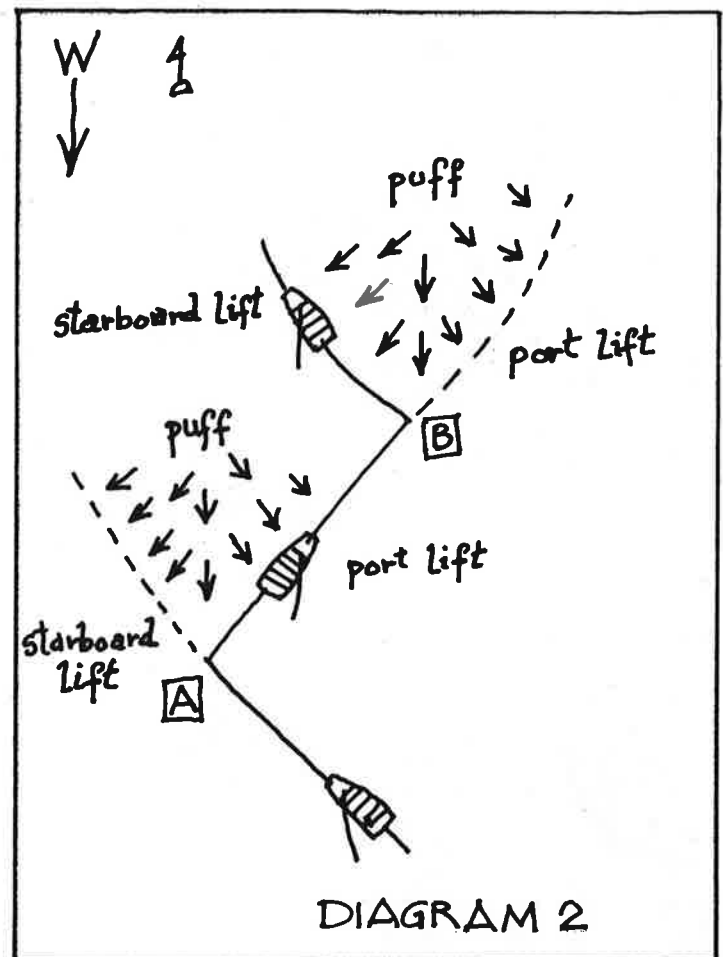 W
puff
starboard lift
port lift
B
puff
port lift
starboard
lift
A
DIAGRAM 2